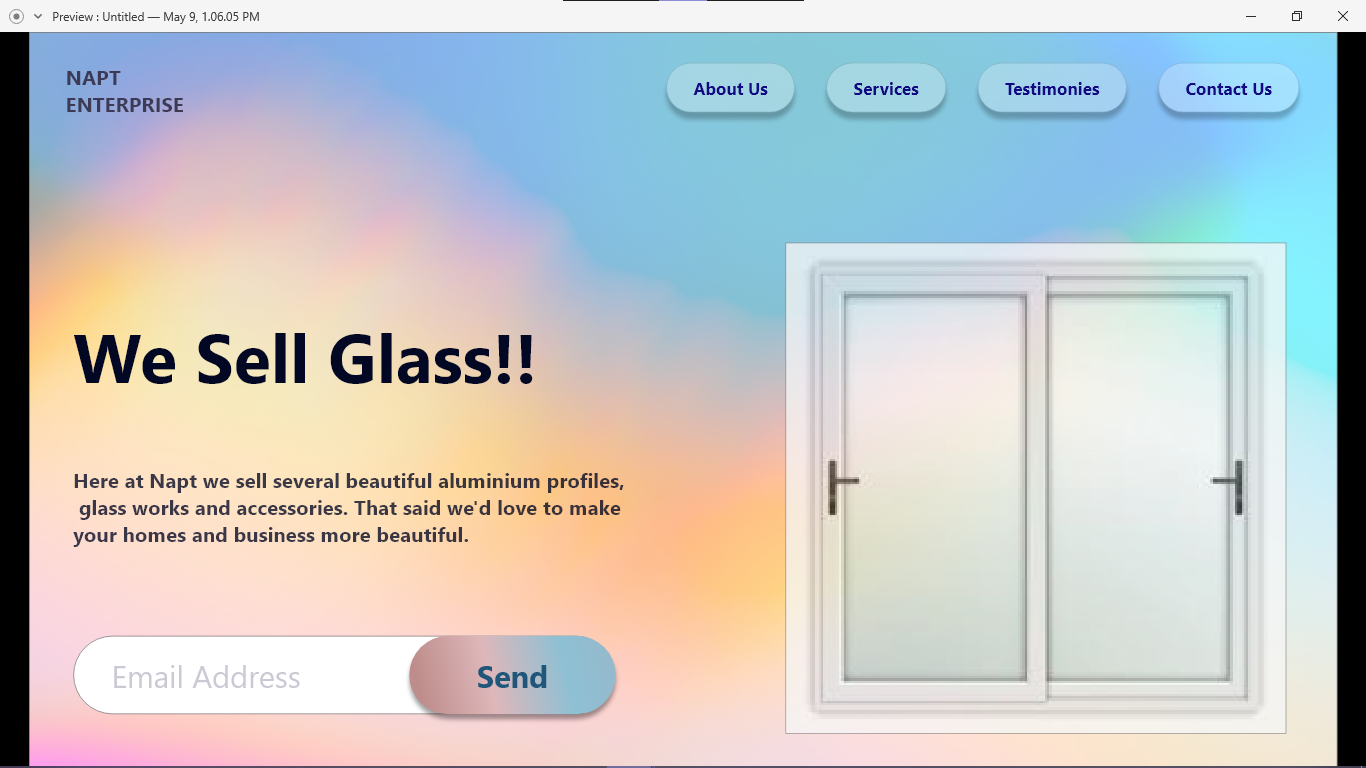 Preview : Untitled — May 9, 1.06.05 PM
NAPT
ENTERPRISE
About Us
Services
Testimonies
Contact Us
We Sell Glass!!
Here at Napt we sell several beautiful aluminium profiles,
glass works and accessories. That said we'd love to make
your homes and business more beautiful.
Email Address
Send